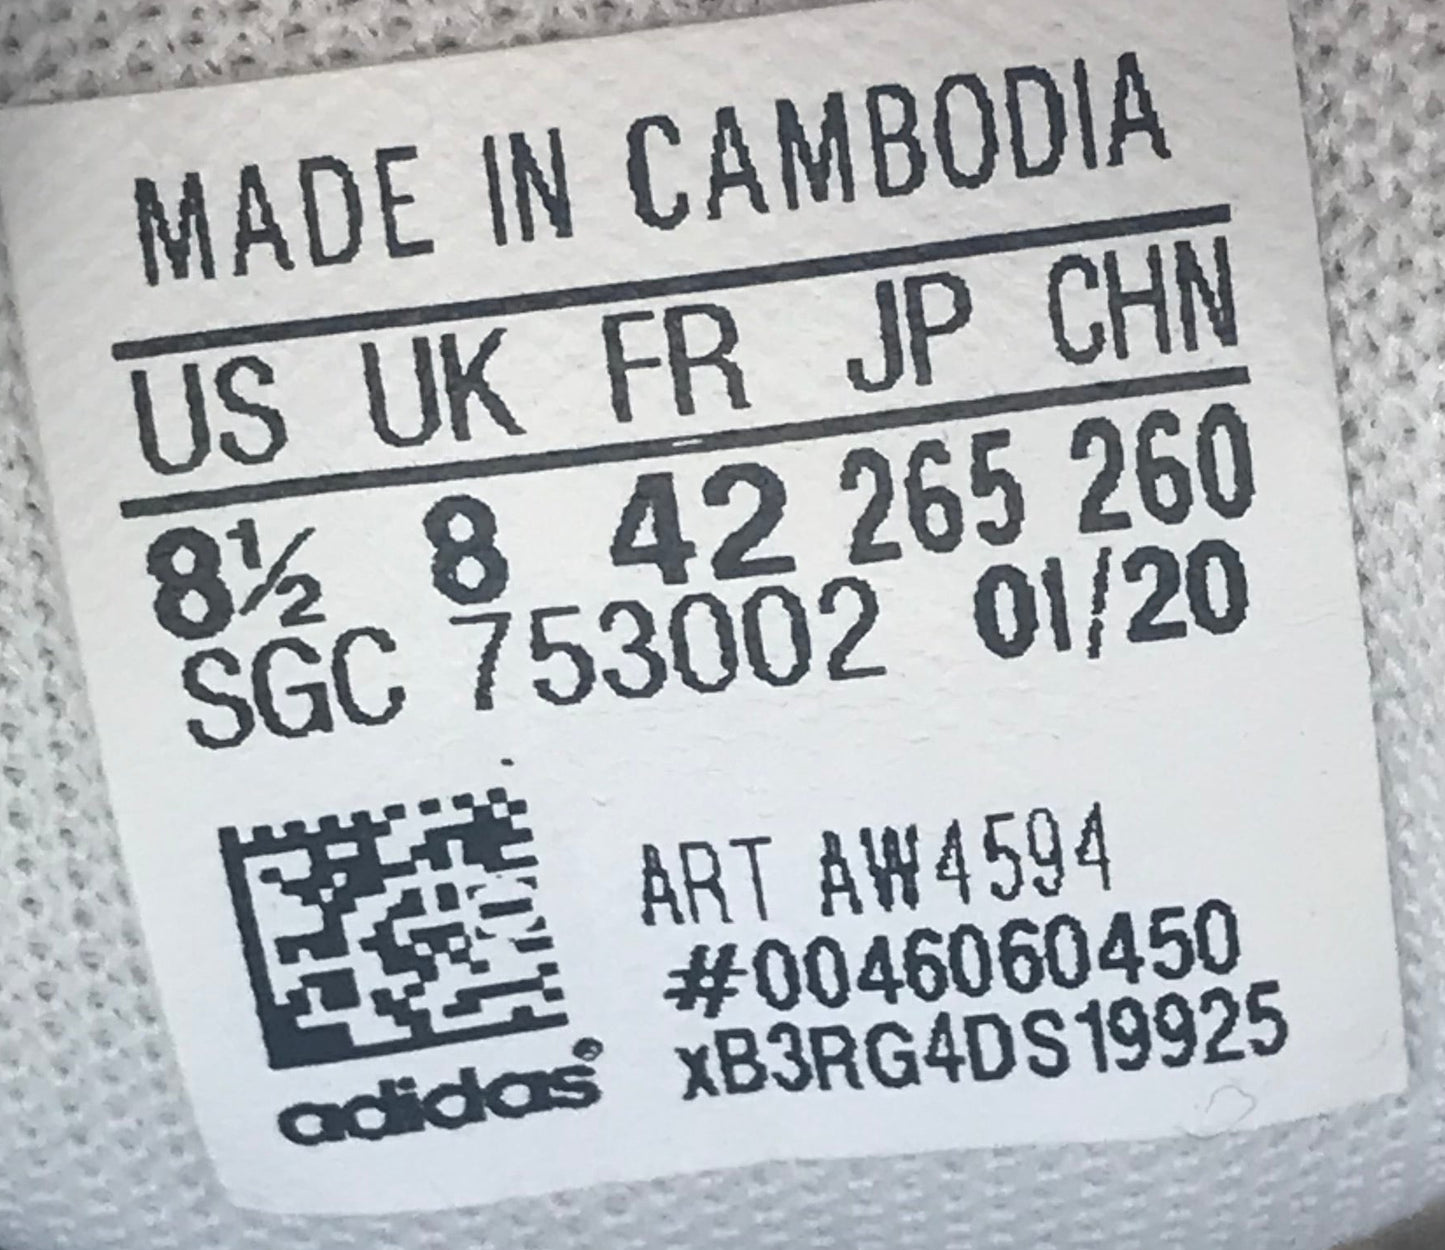 MADE IN CAMBODIA
US UK FR JP CHN
8½ 8 42 265 260
SGC 753002 01/20
ART AW4594
#0046060450
xB3RG4DS19925
adidas®